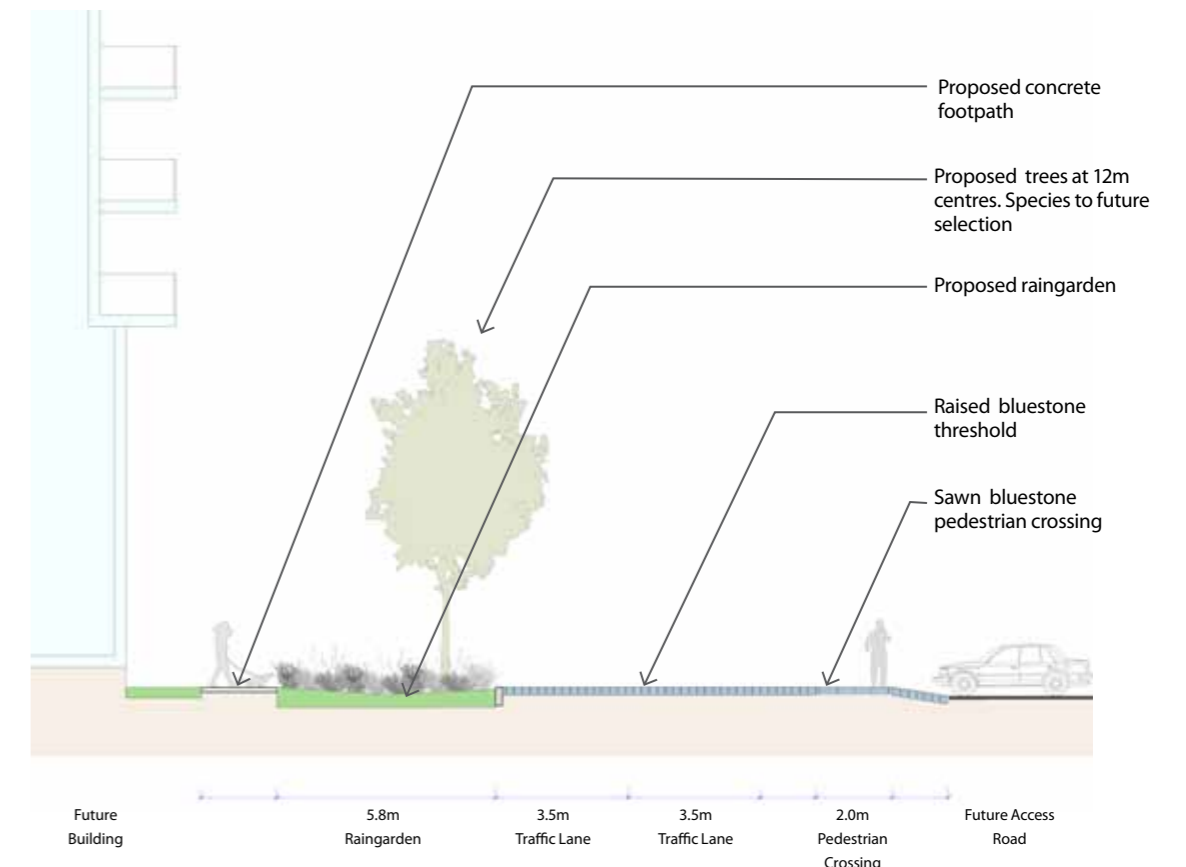 Proposed concrete
footpath
Proposed trees at 12m
centres. Species to future
selection
Proposed raingarden
Raised bluestone
threshold
Sawn bluestone
pedestrian crossing
Future
Building
5.8m
Raingarden
3.5m
Traffic Lane
3.5m
Traffic Lane
2.0m
Pedestrian
Crossing
Future Access
Road